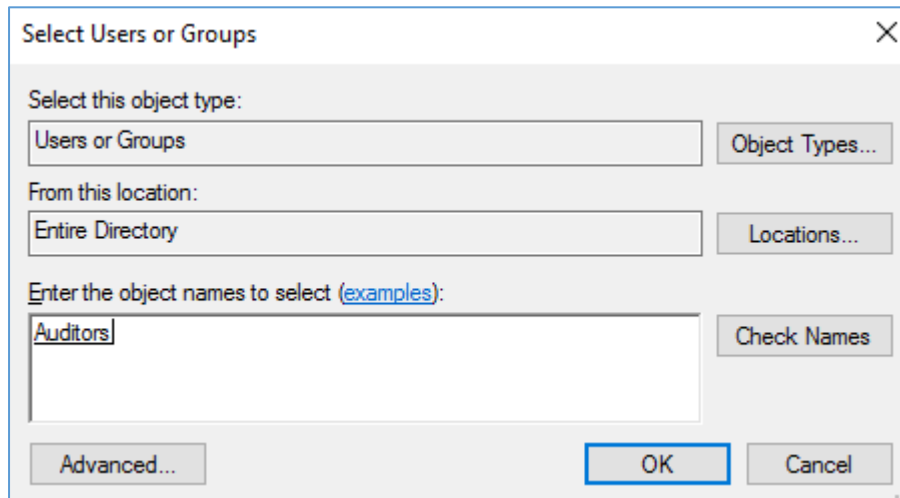 Select Users or Groups
Select this object type:
Users or Groups
Object Types...
From this location:
Entire Directory
Locations...
Enter the object names to select (examples):
Auditors
Check Names
Advanced...
OK
Cancel